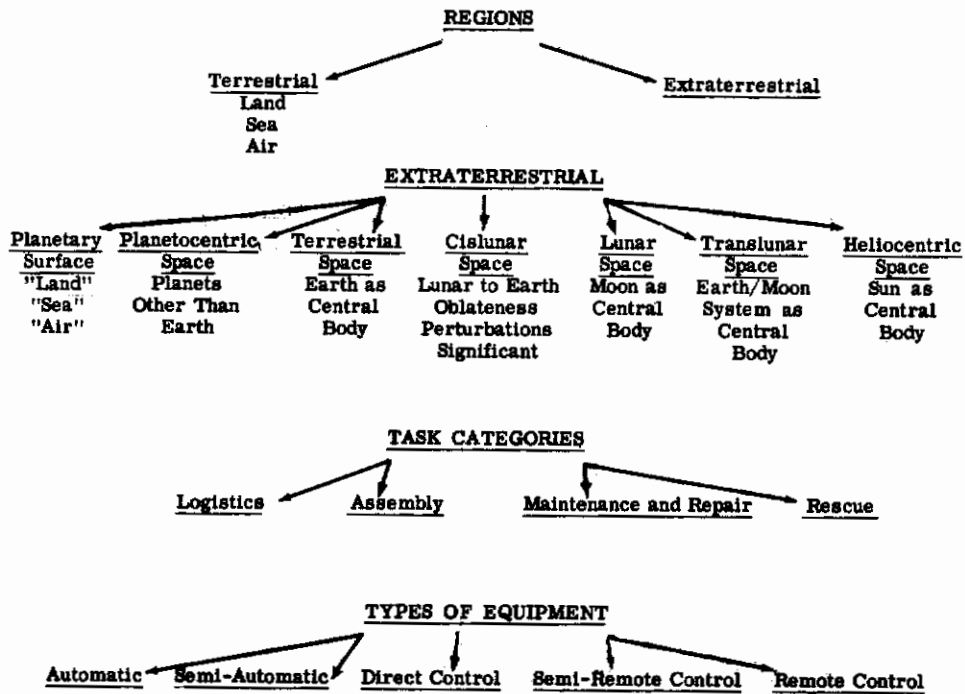 REGIONS
Terrestrial
Land
Sea
Air
Extraterrestrial
EXTRATERRESTRIAL
Planetary
Surface
"Land"
"Sea"
"Air"
Planetocentric
Space
Planets
Other Than
Earth
Terrestrial
Space
Earth as
Central
Body
Cislunar
Space
Lunar to Earth
Oblateness
Perturbations
Significant
Lunar
Space
Moon as
Central
Body
Translunar
Space
Earth/Moon
System as
Central
Body
Heliocentric
Space
Sun as
Central
Body
TASK CATEGORIES
Logistics
Assembly
Maintenance and Repair
Rescue
TYPES OF EQUIPMENT
Automatic
Semi-Automatic
Direct Control
Semi-Remote Control
Remote Control